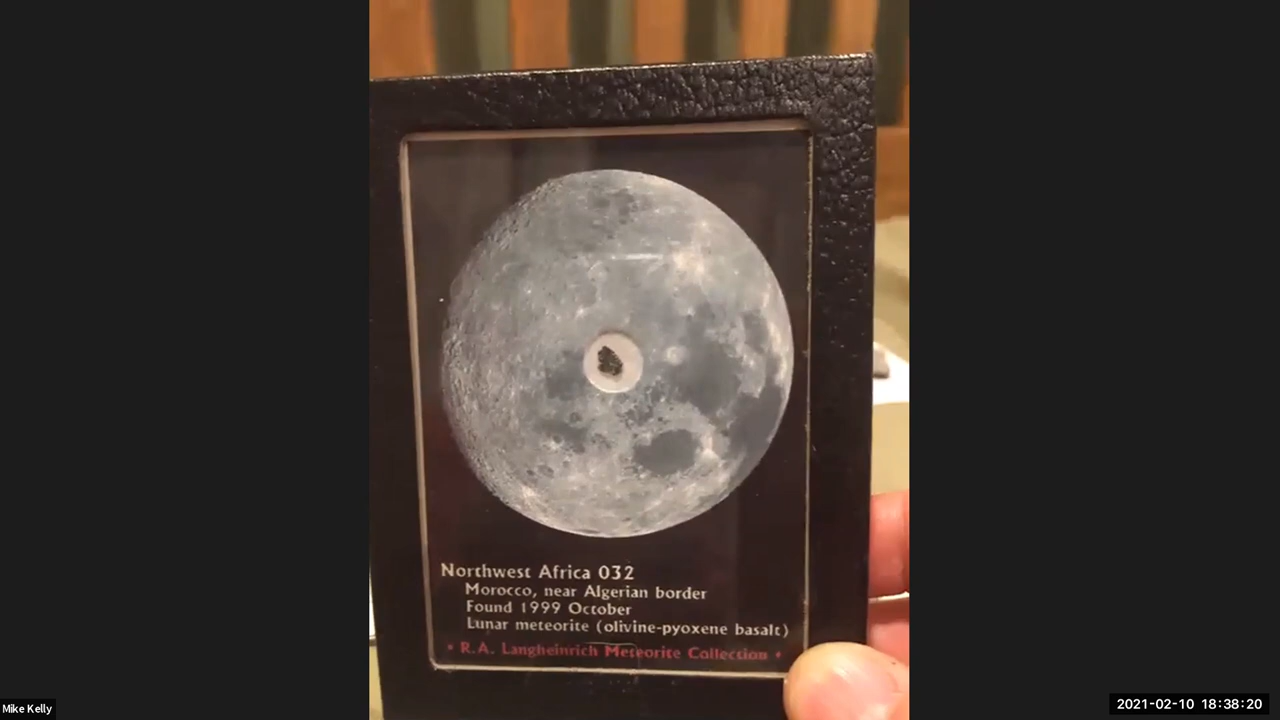 Northwest Africa 032
Morocco, near Algerian border
Found 1999 October
Lunar meteorite (olivine-pyoxene basalt)
• R.A. Langheinrich Meteorite Collection •
Mike Kelly
2021-02-10 18:38:20